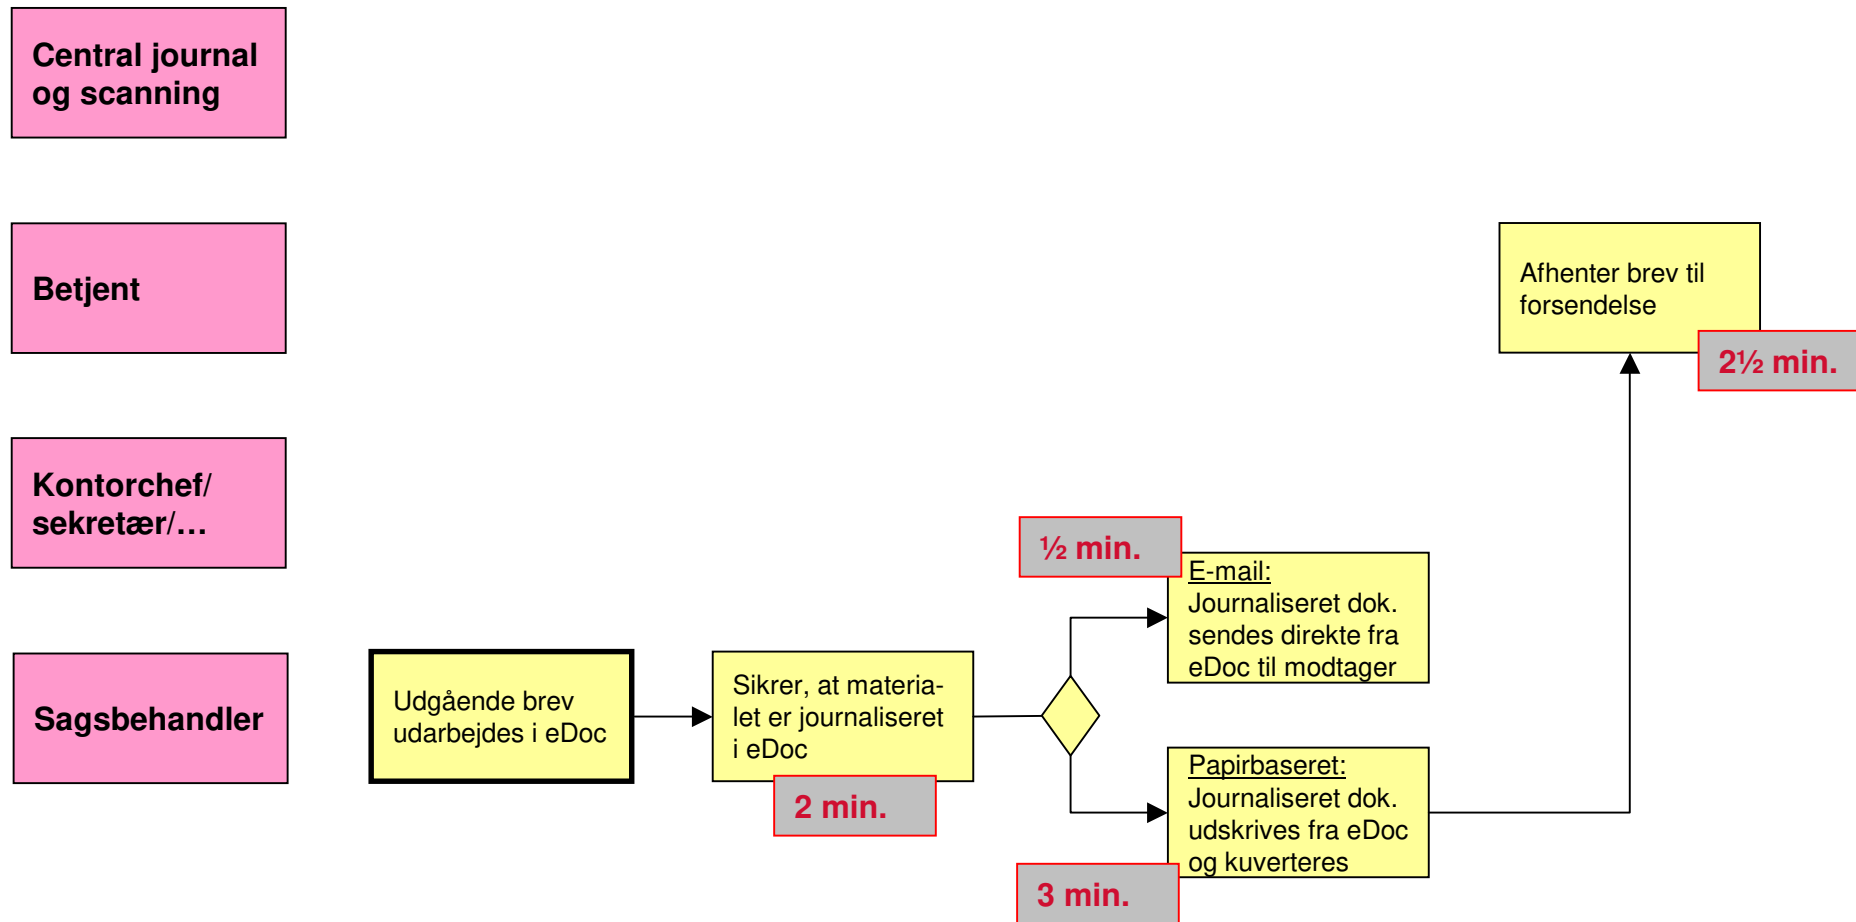 Central journal
og scanning
Betjent
Afhenter brev til
forsendelse
2½ min.
Kontorchef/
sekretær/…
½ min.
E-mail:
Journaliseret dok.
sendes direkte fra
eDoc til modtager
Sagsbehandler
Udgående brev
udarbejdes i eDoc
Sikrer, at materia-
let er journaliseret
i eDoc
2 min.
Papirbaseret:
Journaliseret dok.
udskrives fra eDoc
og kuverteres
3 min.